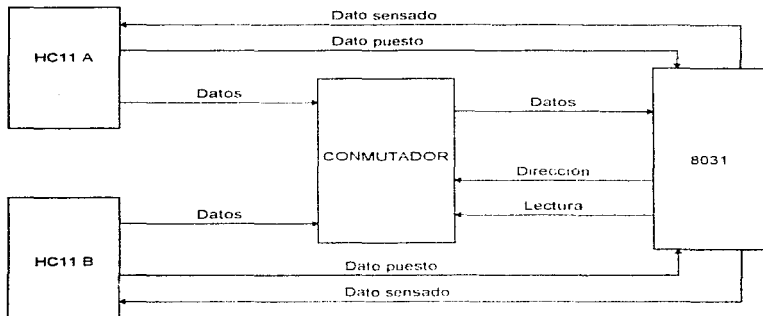 Dato sensado
Dato puesto
HC11 A
Datos
Datos
CONMUTADOR
8031
Dirección
Lectura
Datos
HC11 B
Dato puesto
Dato sensado